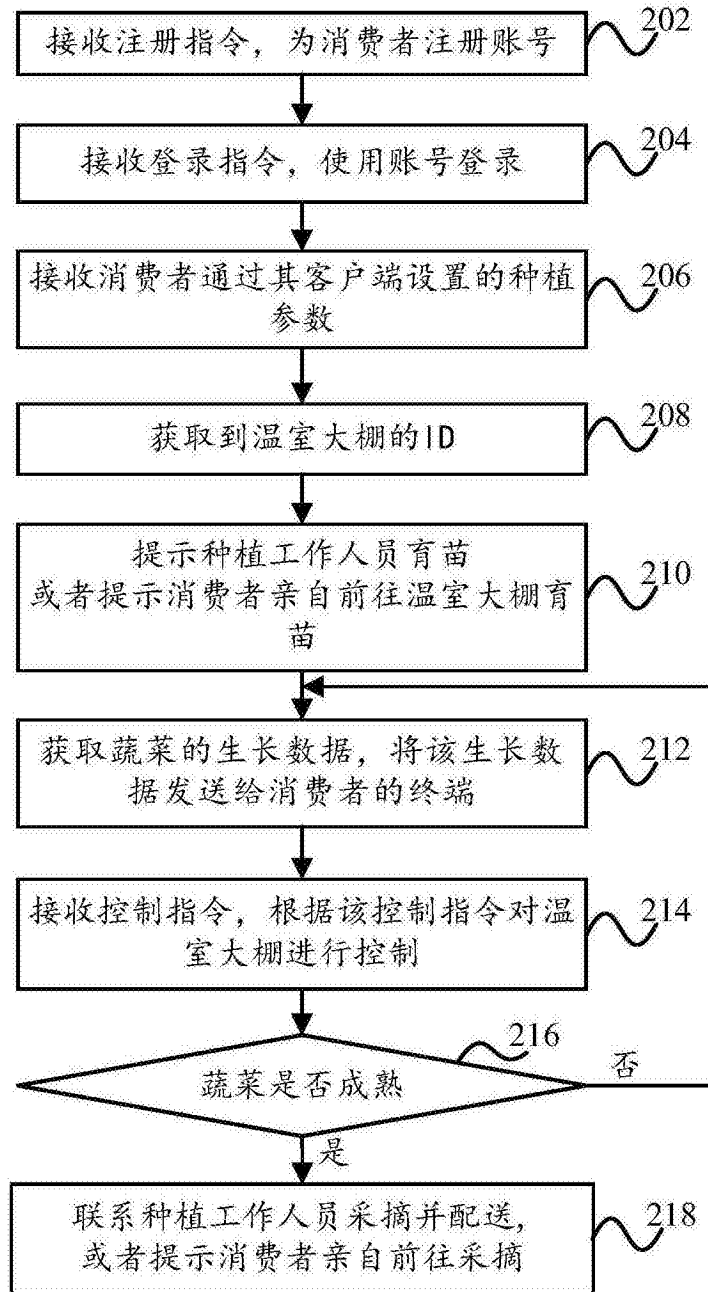 接收注册指令，为消费者注册账号
202
接收登录指令，使用账号登录
204
接收消费者通过其客户端设置的种植
参数
206
获取到温室大棚的ID
208
提示种植工作人员育苗
或者提示消费者亲自前往温室大棚育
苗
210
获取蔬菜的生长数据，将该生长数
据发送给消费者的终端
212
接收控制指令，根据该控制指令对温
室大棚进行控制
214
蔬菜是否成熟
216
否
是
联系种植工作人员采摘并配送，
或者提示消费者亲自前往采摘
218